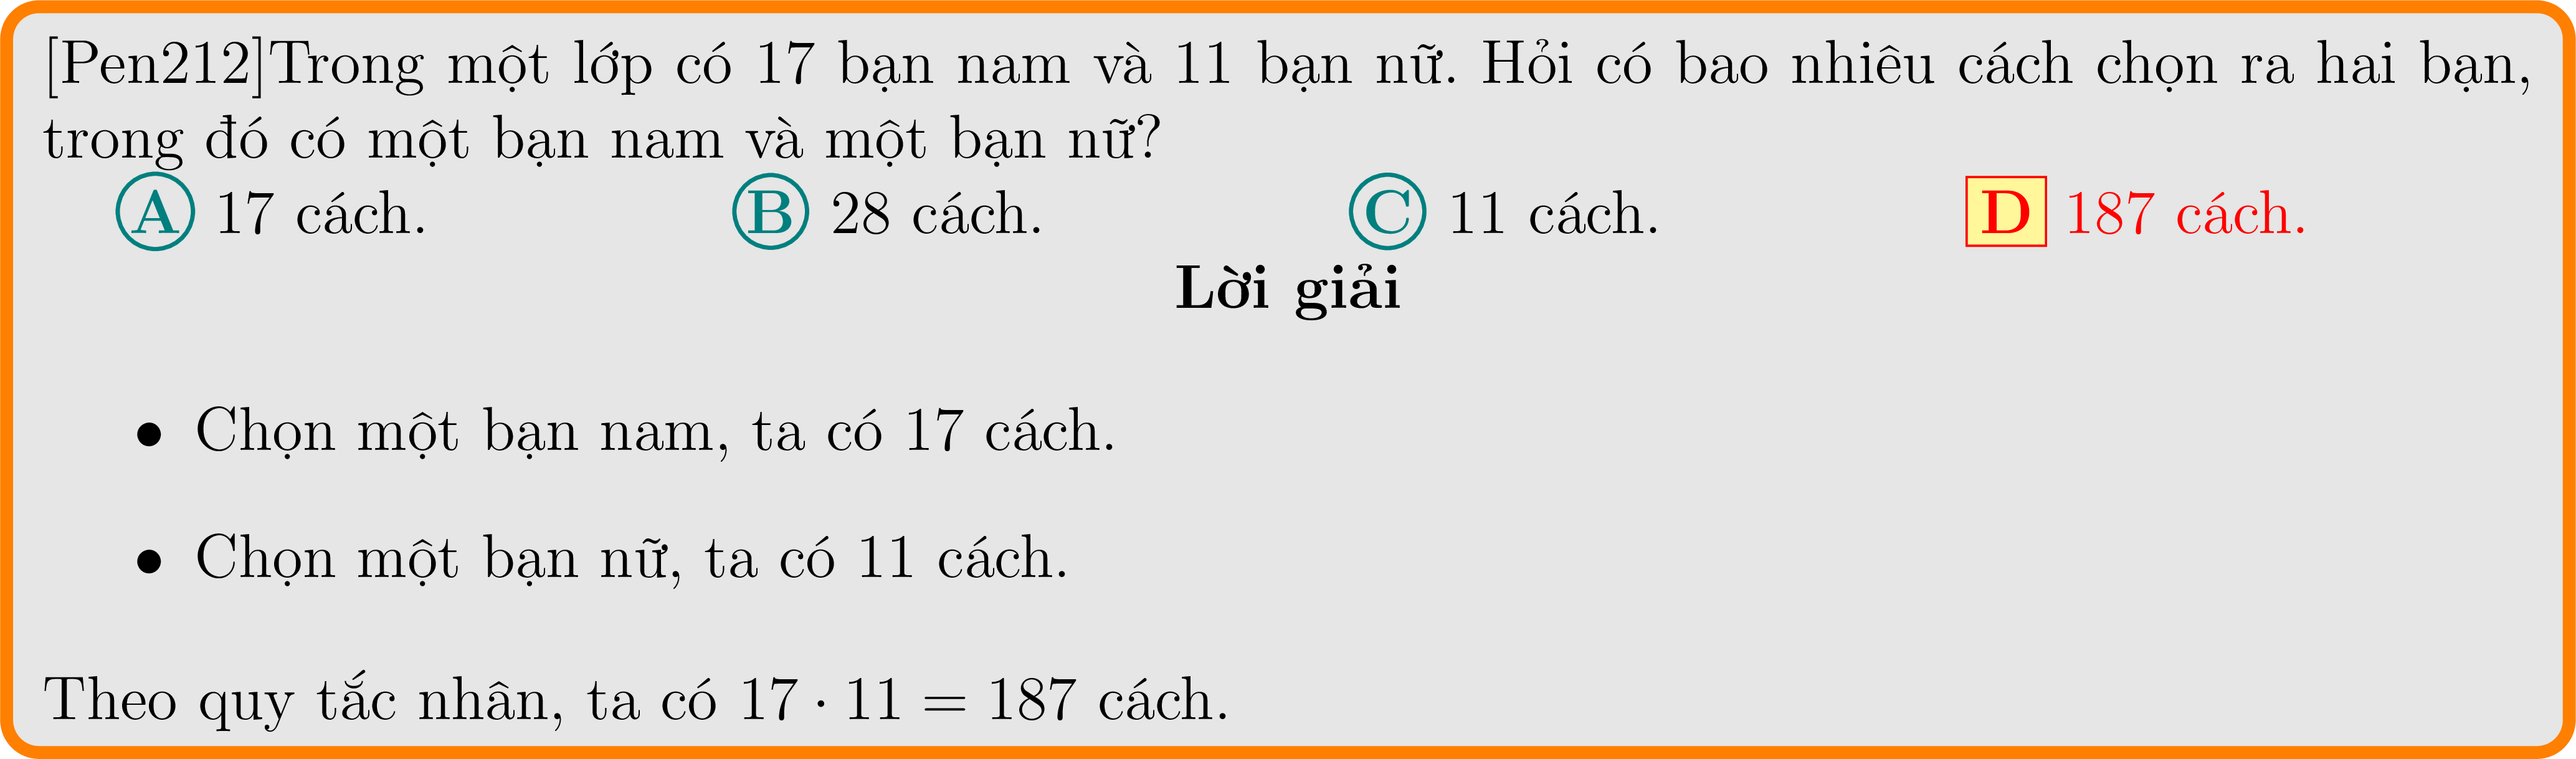 [Pen212]Trong một lớp có 17 bạn nam và 11 bạn nữ. Hỏi có bao nhiêu cách chọn ra hai bạn,
trong đó có một bạn nam và một bạn nữ?
A 17 cách. B 28 cách. C 11 cách. D 187 cách.
Lời giải
• Chọn một bạn nam, ta có 17 cách.
• Chọn một bạn nữ, ta có 11 cách.
Theo quy tắc nhân, ta có 17 · 11 = 187 cách.